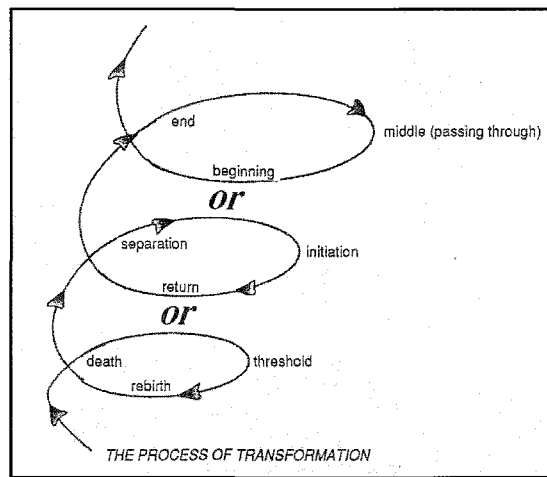 end
middle (passing through)
beginning
or
separation
initiation
return
or
death
threshold
rebirth
THE PROCESS OF TRANSFORMATION